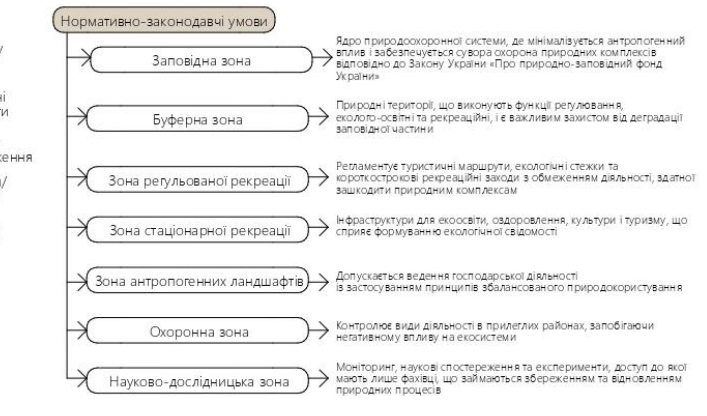 Нормативно-законодавчі умови
Заповідна зона
Ядро природоохоронної системи, де мінімалізується антропогенний
вплив і забезпечується сувора охорона природних комплексів
відповідно до Закону України «Про природно-заповідний фонд
України»
Буферна зона
Природні території, що виконують функції регулювання,
еколого-освітні та рекреаційні, і є важливим захистом від деградації
заповідної частини
Зона регульованої рекреації
Регламентує туристичні маршрути, екологічні стежки та
короткострокові рекреаційні заходи з обмеженням діяльності, здатної
зашкодити природним комплексам
Зона стаціонарної рекреації
Інфраструктури для екоосвіти, оздоровлення, культури і туризму, що
сприяє формуванню екологічної свідомості
Зона антропогенних ландшафтів
Допускається ведення господарської діяльності
із застосуванням принципів збалансованого природокористування
Охоронна зона
Контролює види діяльності в прилеглих районах, запобігаючи
негативному впливу на екосистеми
Науково-дослідницька зона
Моніторинг, наукові спостереження та експерименти, доступ до якої
мають лише фахівці, що займаються збереженням та відновленням
природних процесів